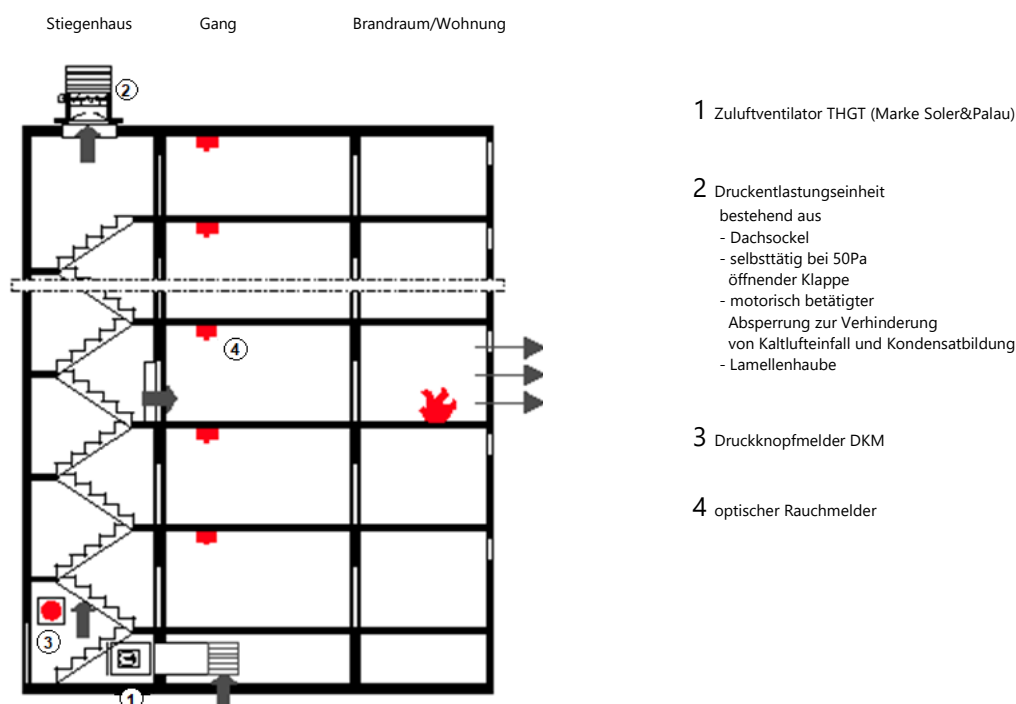 Stiegenhaus Gang Brandraum/Wohnung
2
1 Zuluftventilator THGT (Marke Soler&Palau)
2 Druckentlastungseinheit
bestehend aus
- Dachsockel
- selbsttätig bei 50Pa
öffnender Klappe
- motorisch betätigter
Absperrung zur Verhinderung
von Kaltlufteinfall und Kondensatbildung
- Lamellenhaube
4
3 Druckknopfmelder DKM
4 optischer Rauchmelder
3
1